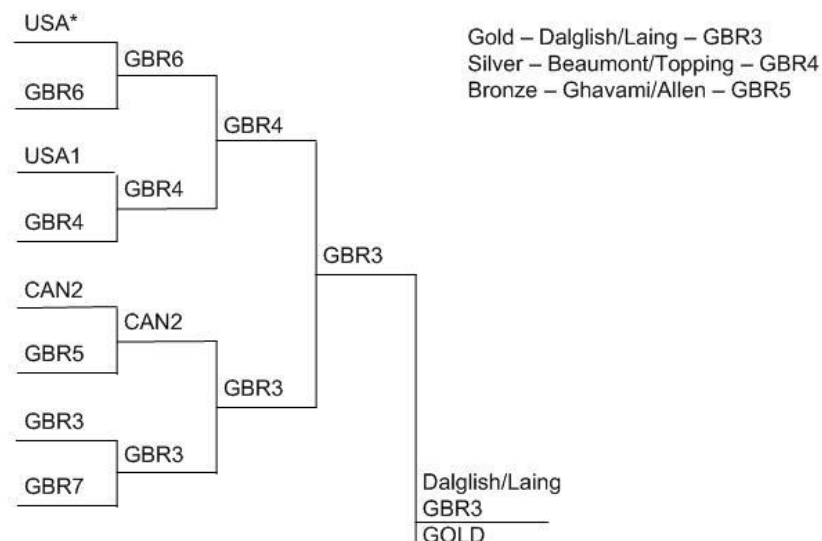 USA*
GBR6
GBR6
Gold – Dalglish/Laing – GBR3
Silver – Beaumont/Topping – GBR4
Bronze – Ghavami/Allen – GBR5
GBR4
USA1
GBR4
GBR4
GBR3
CAN2
CAN2
GBR5
GBR3
GBR3
GBR3
GBR7
Dalglish/Laing
GBR3
GOLD